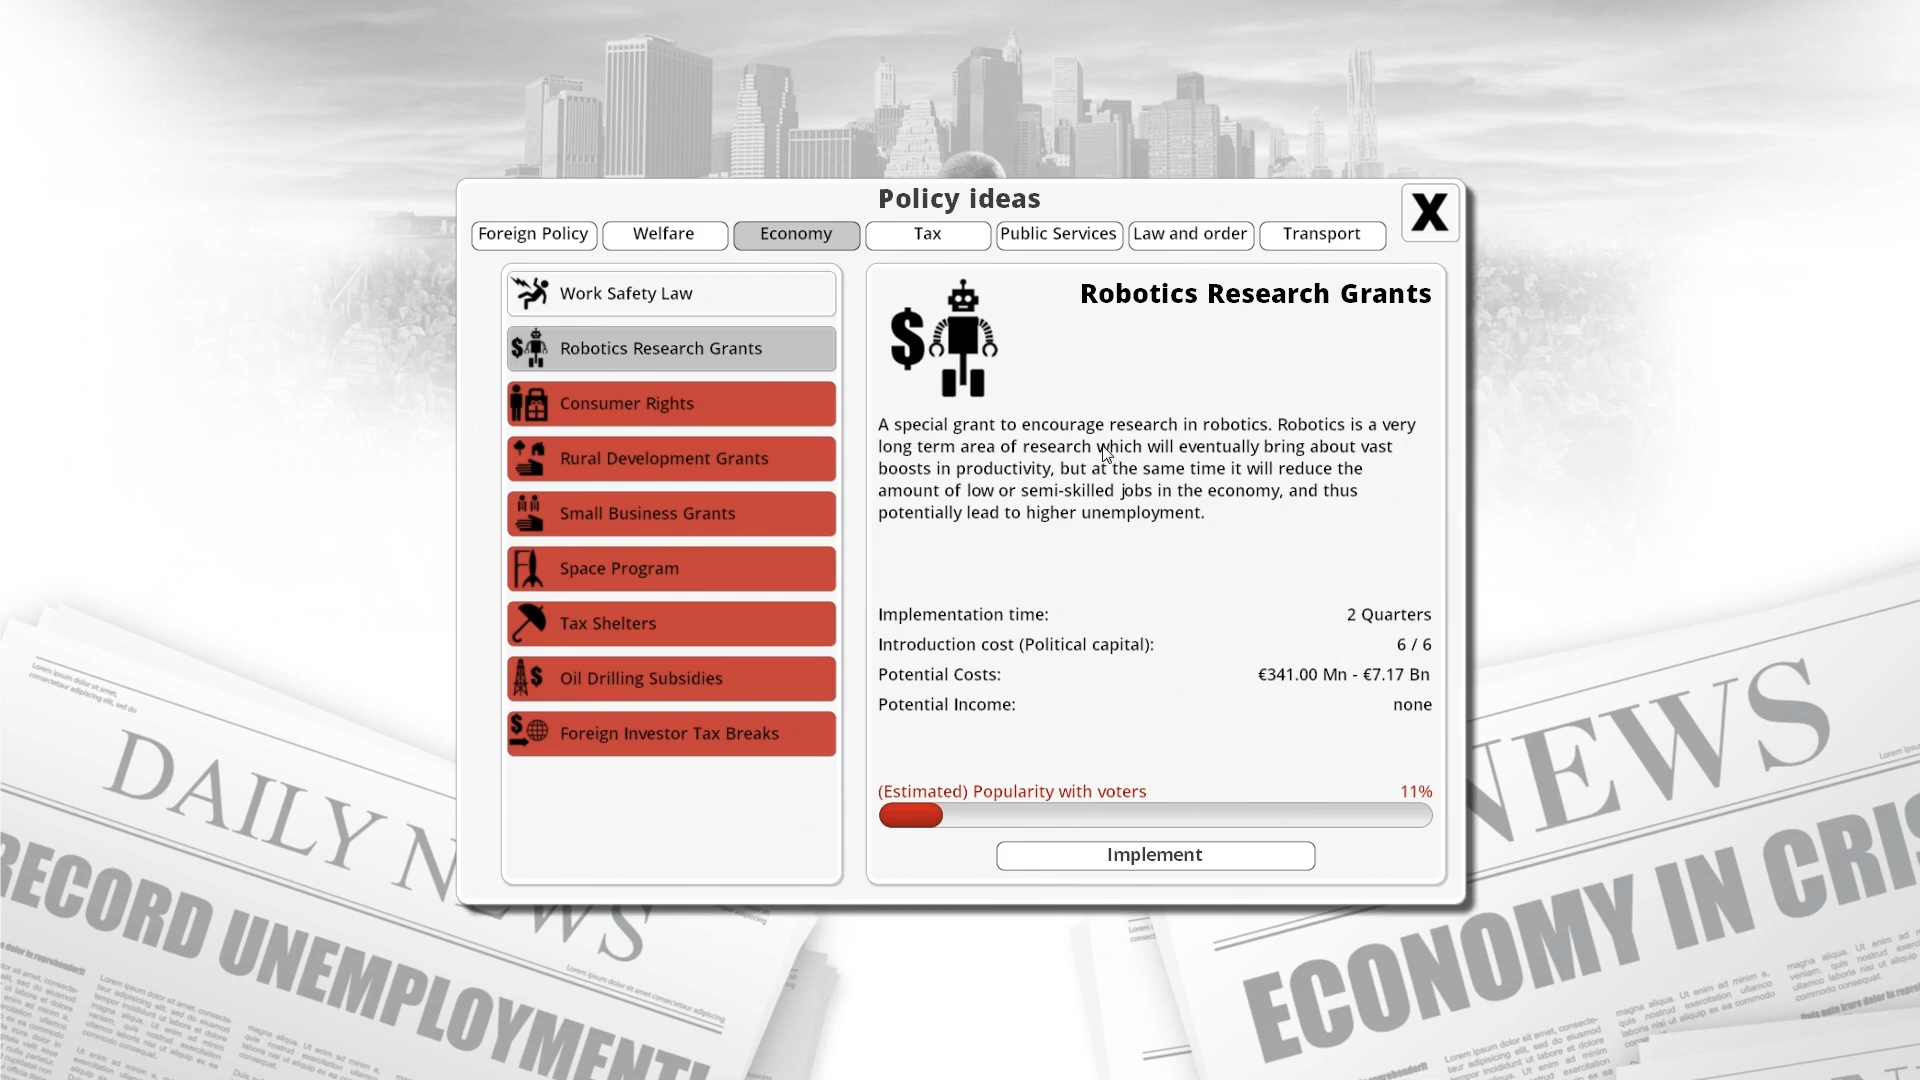 Policy ideas
X
Foreign Policy
Welfare
Economy
Tax
Public Services
Law and order
Transport
Work Safety Law
Robotics Research Grants
Consumer Rights
Rural Development Grants
Small Business Grants
Space Program
Tax Shelters
Oil Drilling Subsidies
Foreign Investor Tax Breaks
Robotics Research Grants
A special grant to encourage research in robotics. Robotics is a very
long term area of research which will eventually bring about vast
boosts in productivity, but at the same time it will reduce the
amount of low or semi-skilled jobs in the economy, and thus
potentially lead to higher unemployment.
Implementation time: 2 Quarters
Introduction cost (Political capital): 6 / 6
Potential Costs: €341.00 Mn - €7.17 Bn
Potential Income: none
(Estimated) Popularity with voters 11%
Implement
DAILY NEWS
RECORD UNEMPLOYMENT!
NEWS
ECONOMY IN CRIS